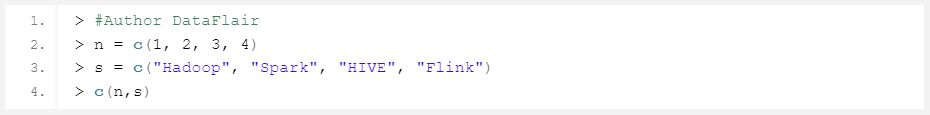 1. > #Author DataFlair
2. > n = c(1, 2, 3, 4)
3. > s = c("Hadoop", "Spark", "HIVE", "Flink")
4. > c(n,s)